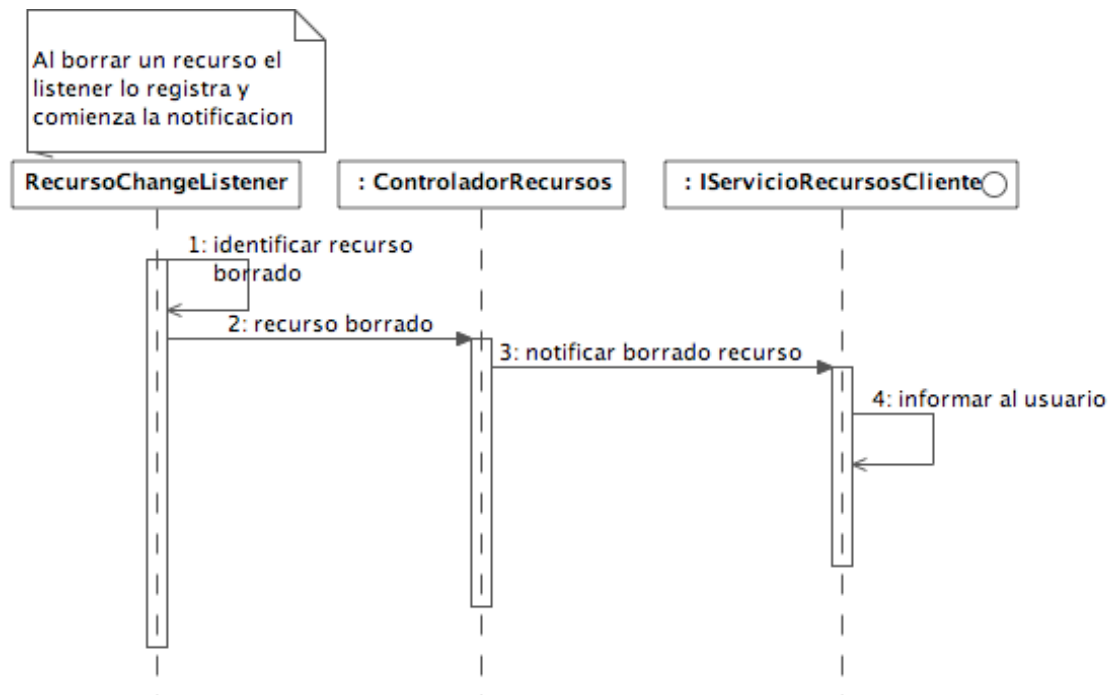 Al borrar un recurso el
listener lo registra y
comienza la notificacion
RecursoChangeListener
: ControladorRecursos
: IServicioRecursosCliente
1: identificar recurso
borrado
2: recurso borrado
3: notificar borrado recurso
4: informar al usuario